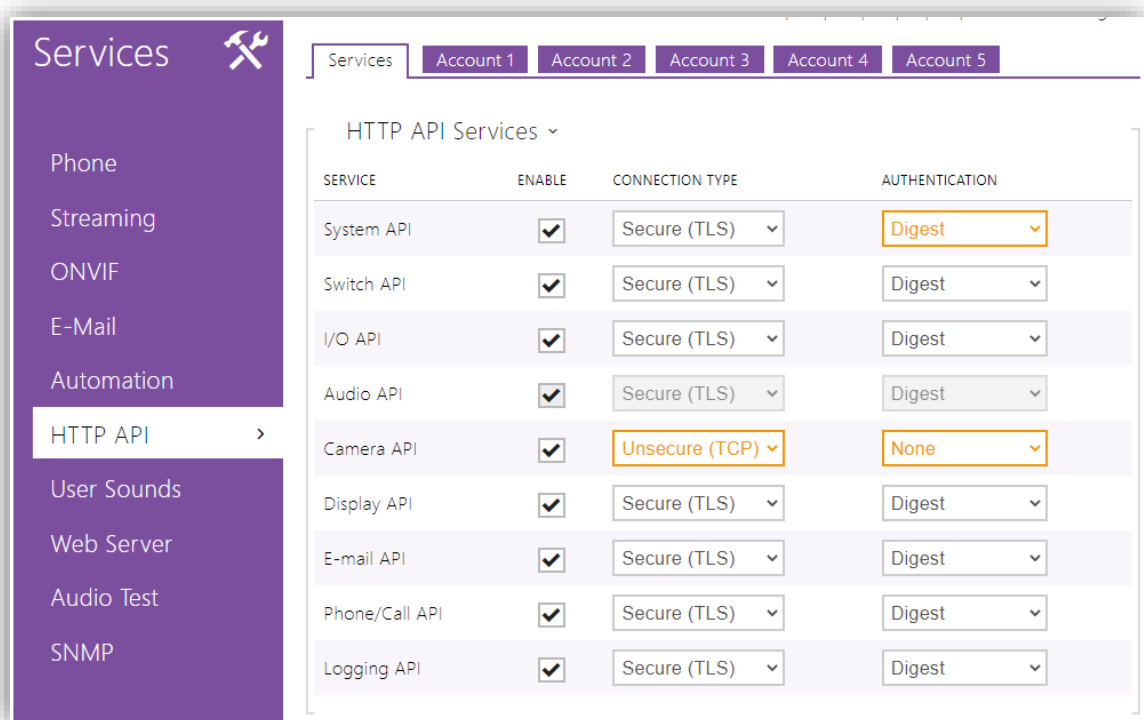 Services
Services Account 1 Account 2 Account 3 Account 4 Account 5
HTTP API Services
Phone
Streaming
ONVIF
E-Mail
Automation
HTTP API
User Sounds
Web Server
Audio Test
SNMP
SERVICE ENABLE CONNECTION TYPE AUTHENTICATION
System API Secure (TLS) Digest
Switch API Secure (TLS) Digest
I/O API Secure (TLS) Digest
Audio API Secure (TLS) Digest
Camera API Unsecure (TCP) None
Display API Secure (TLS) Digest
E-mail API Secure (TLS) Digest
Phone/Call API Secure (TLS) Digest
Logging API Secure (TLS) Digest